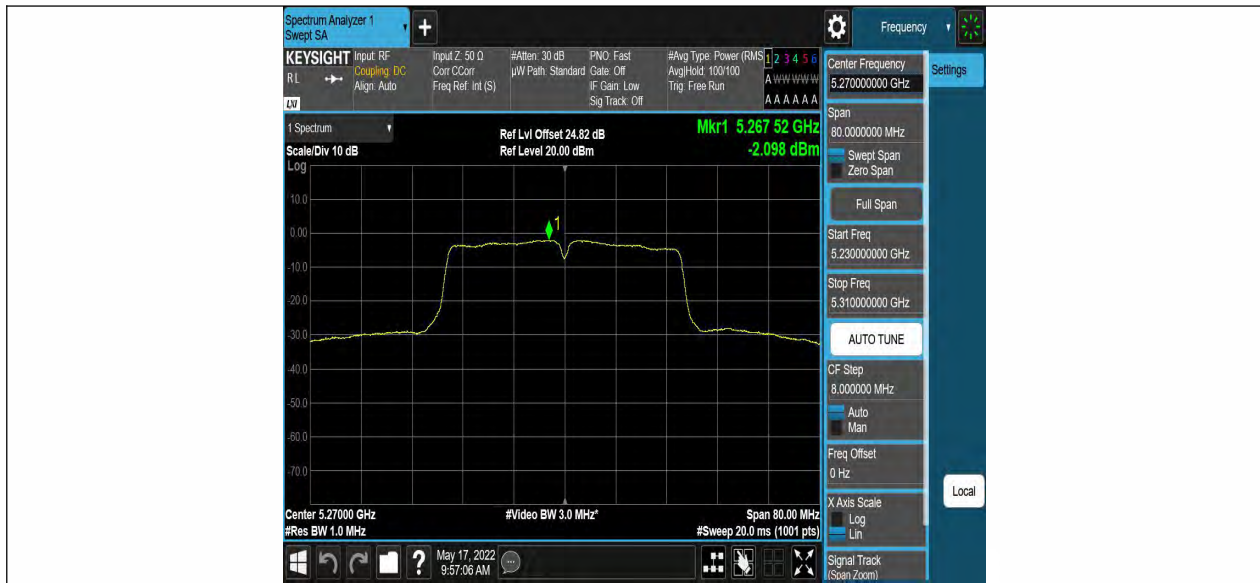 Spectrum Analyzer 1
Swept SA
+
Frequency
KEYSIGHT
RL
LXI
Input: RF
Coupling: DC
Align: Auto
Input Z: 50 Ω
Corr CCorr
Freq Ref: Int (S)
#Atten: 30 dB
µW Path: Standard
PNO: Fast
Gate: Off
IF Gain: Low
Sig Track: Off
#Avg Type: Power (RMS
Avg|Hold: 100/100
Trig: Free Run
1 2 3 4 5 6
A W W W W W
A A A A A A
1 Spectrum
Scale/Div 10 dB
Log
Ref Lvl Offset 24.82 dB
Ref Level 20.00 dBm
Mkr1 5.267 52 GHz
-2.098 dBm
10.0
0.00
-10.0
-20.0
-30.0
-40.0
-50.0
-60.0
-70.0
1
Center 5.27000 GHz
#Res BW 1.0 MHz
#Video BW 3.0 MHz*
Span 80.00 MHz
#Sweep 20.0 ms (1001 pts)
Center Frequency
5.270000000 GHz
Settings
Span
80.0000000 MHz
Swept Span
Zero Span
Full Span
Start Freq
5.230000000 GHz
Stop Freq
5.310000000 GHz
AUTO TUNE
CF Step
8.000000 MHz
Auto
Man
Freq Offset
0 Hz
X Axis Scale
Log
Lin
Local
Signal Track
(Span Zoom)
?
May 17, 2022
9:57:06 AM